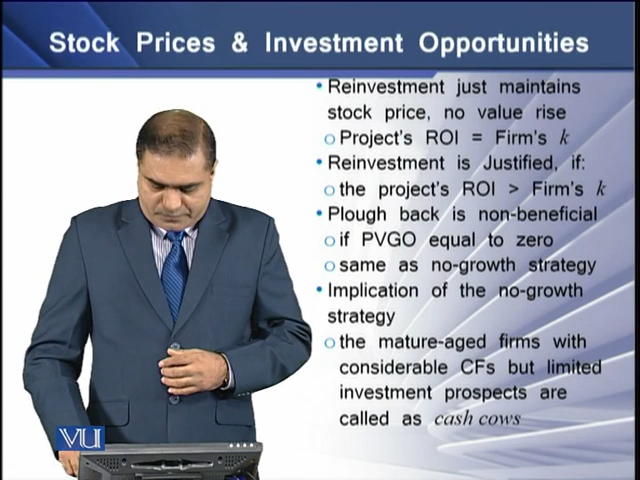 Stock Prices & Investment Opportunities
• Reinvestment just maintains
stock price, no value rise
o Project's ROI = Firm's k
• Reinvestment is Justified, if:
o the project's ROI > Firm's k
• Plough back is non-beneficial
o if PVGO equal to zero
o same as no-growth strategy
• Implication of the no-growth
strategy
o the mature-aged firms with
considerable CFs but limited
investment prospects are
called as cash cows
VU